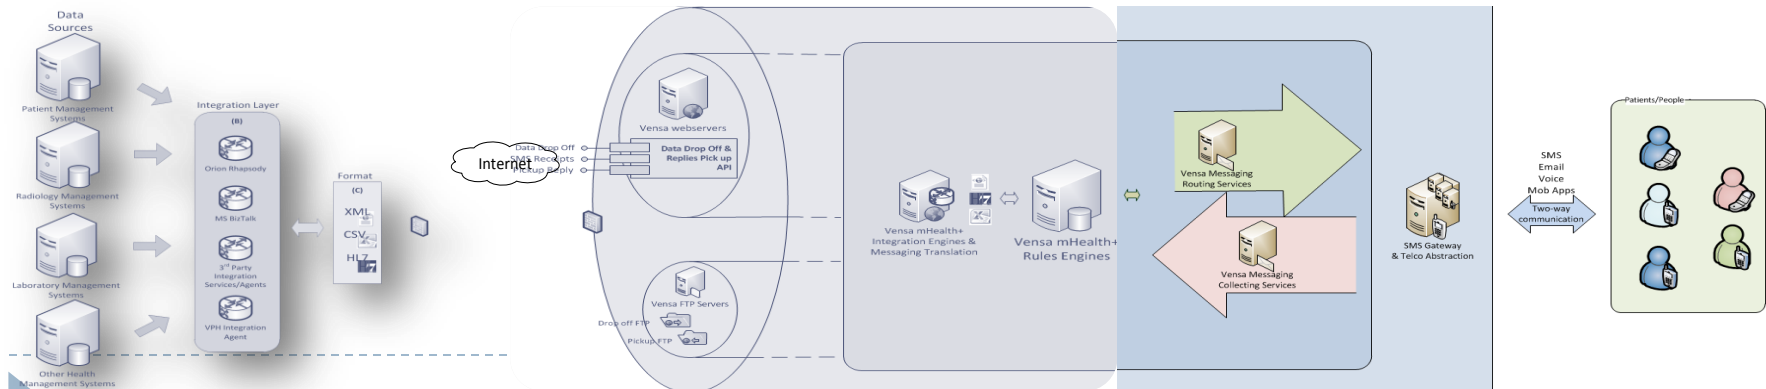 Data
Sources
Patient Management
Systems
Radiology Management
Systems
Laboratory Management
Systems
Other Health
Management Systems
Integration Layer
(B)
Orion Rhapsody
MS BizTalk
3rd Party
Integration
Services/Agents
VPH Integration
Agent
Format
(C)
XML
CSV
HL7
Internet
Data Drop Off
SMS Receipts
Pickup Reply
Vensa webservers
Data Drop Off &
Replies Pick up
API
Vensa FTP Servers
Drop off FTP
Pickup FTP
Vensa mHealth+
Integration Engines &
Messaging Translation
Vensa mHealth+
Rules Engines
Vensa Messaging
Routing Services
Vensa Messaging
Collecting Services
SMS Gateway
& Telco Abstraction
SMS
Email
Voice
Mob Apps
Two-way
communication
Patients/People